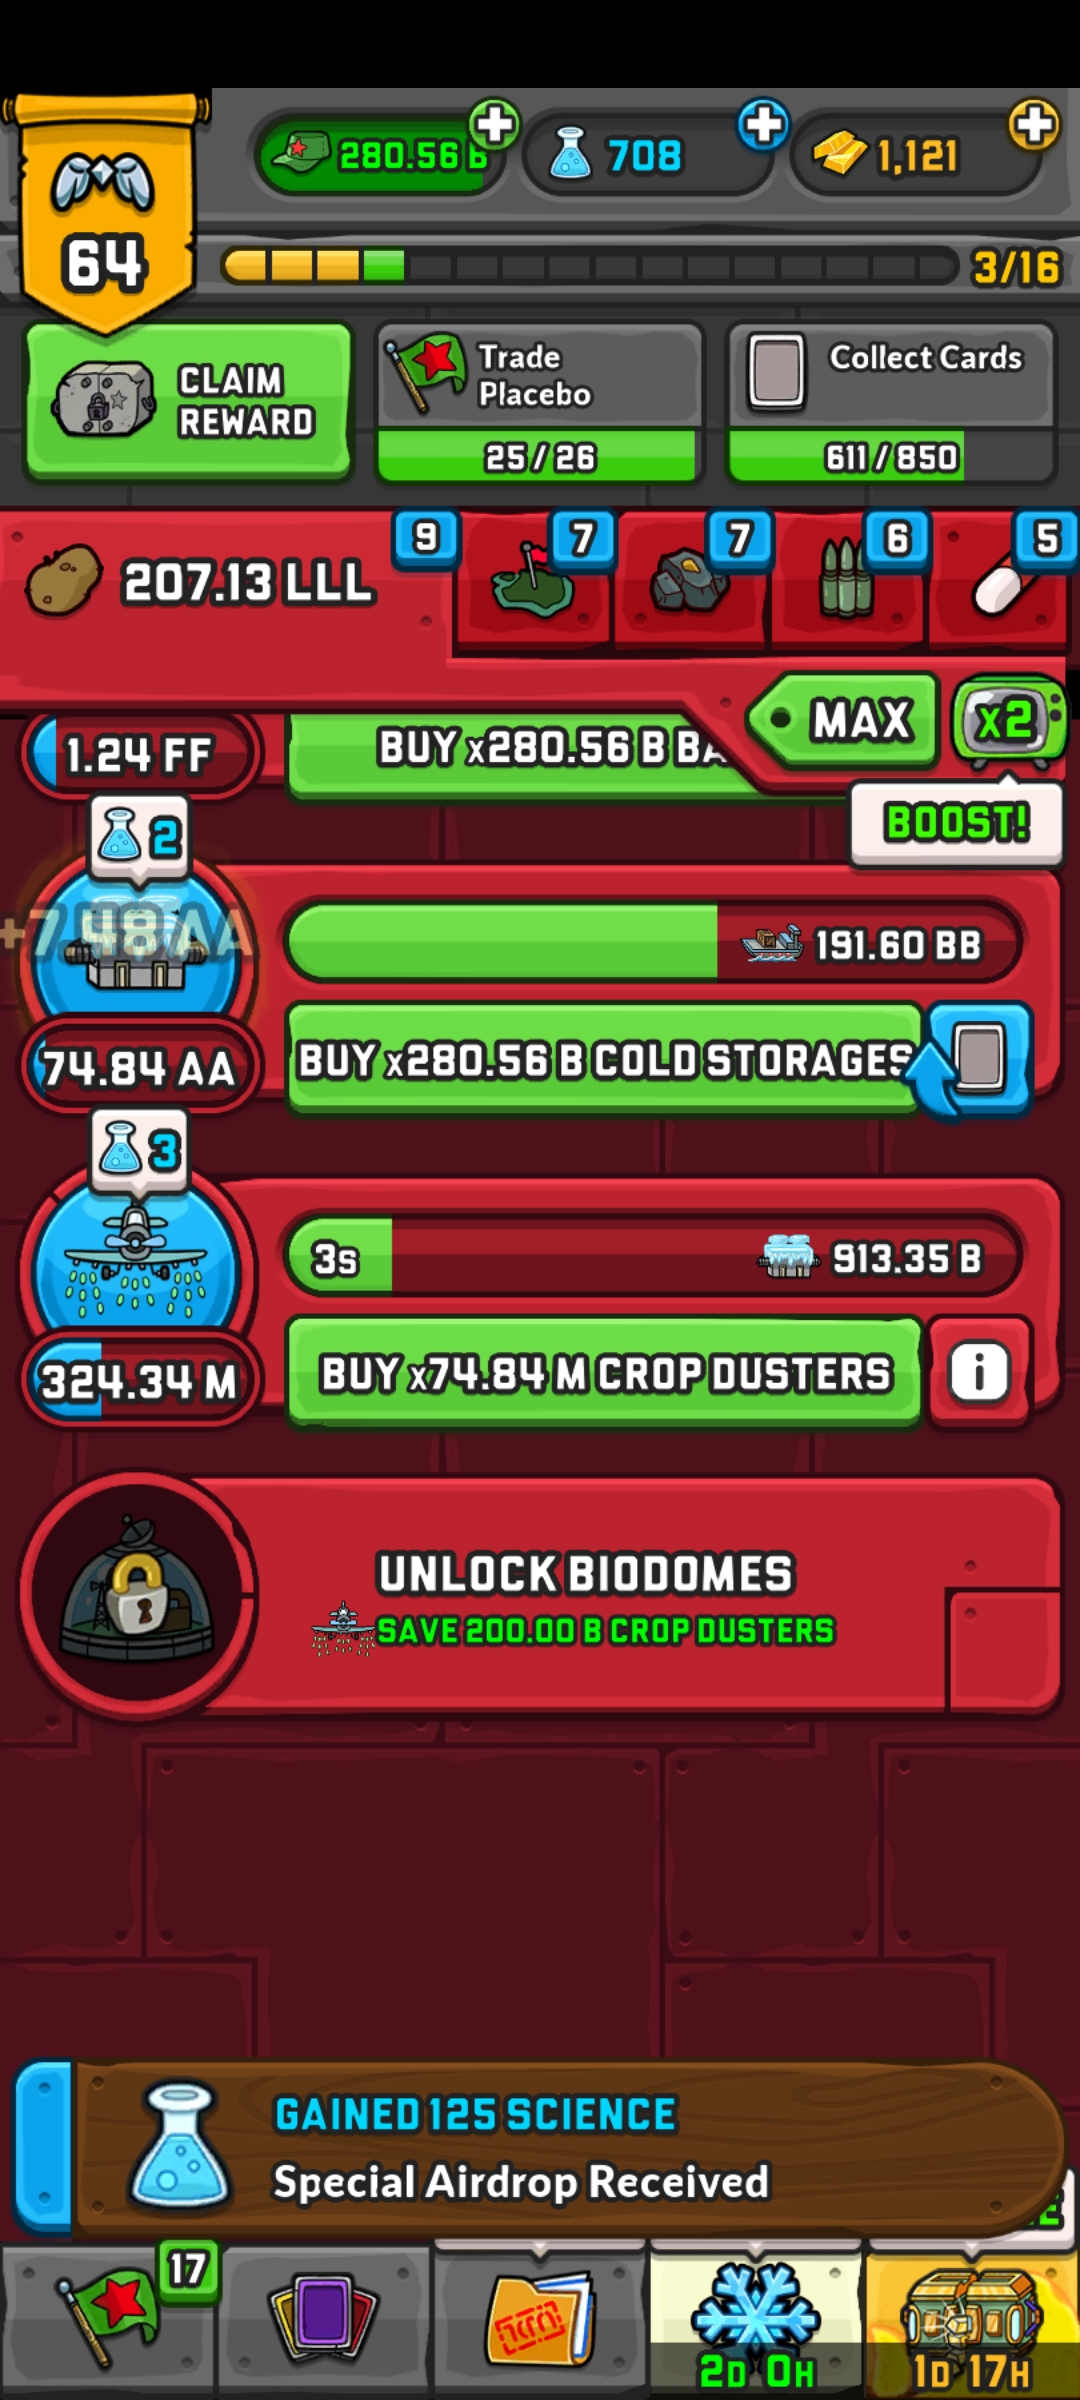 280.56 B
708
1,121
64
3/16
CLAIM
REWARD
Trade
Placebo
25/26
Collect Cards
611/850
207.13 LLL
9
7
7
6
5
MAX
x2
BOOST!
1.24 FF
BUY x280.56 B BA
2
+7.48 AA
191.60 BB
74.84 AA
BUY x280.56 B COLD STORAGES
3
3s
913.35 B
324.34 M
BUY x74.84 M CROP DUSTERS
i
UNLOCK BIODOMES
SAVE 200.00 B CROP DUSTERS
GAINED 125 SCIENCE
Special Airdrop Received
17
2D 0H
1D 17H